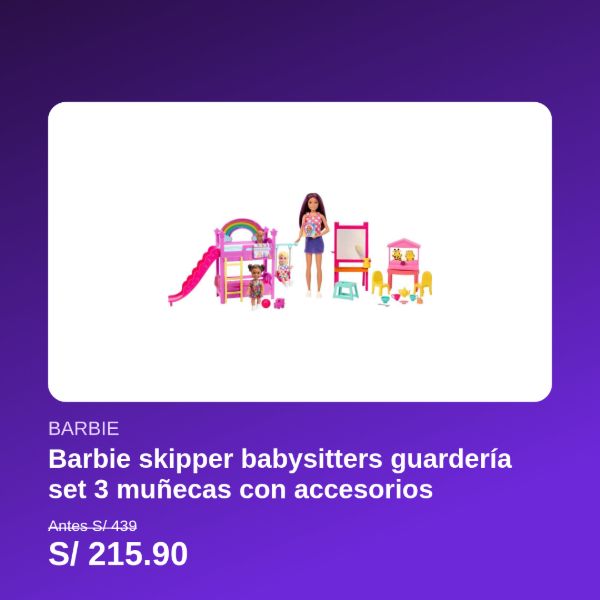 BARBIE
Barbie skipper babysitters guardería
set 3 muñecas con accesorios
Antes S/ 439
S/ 215.90